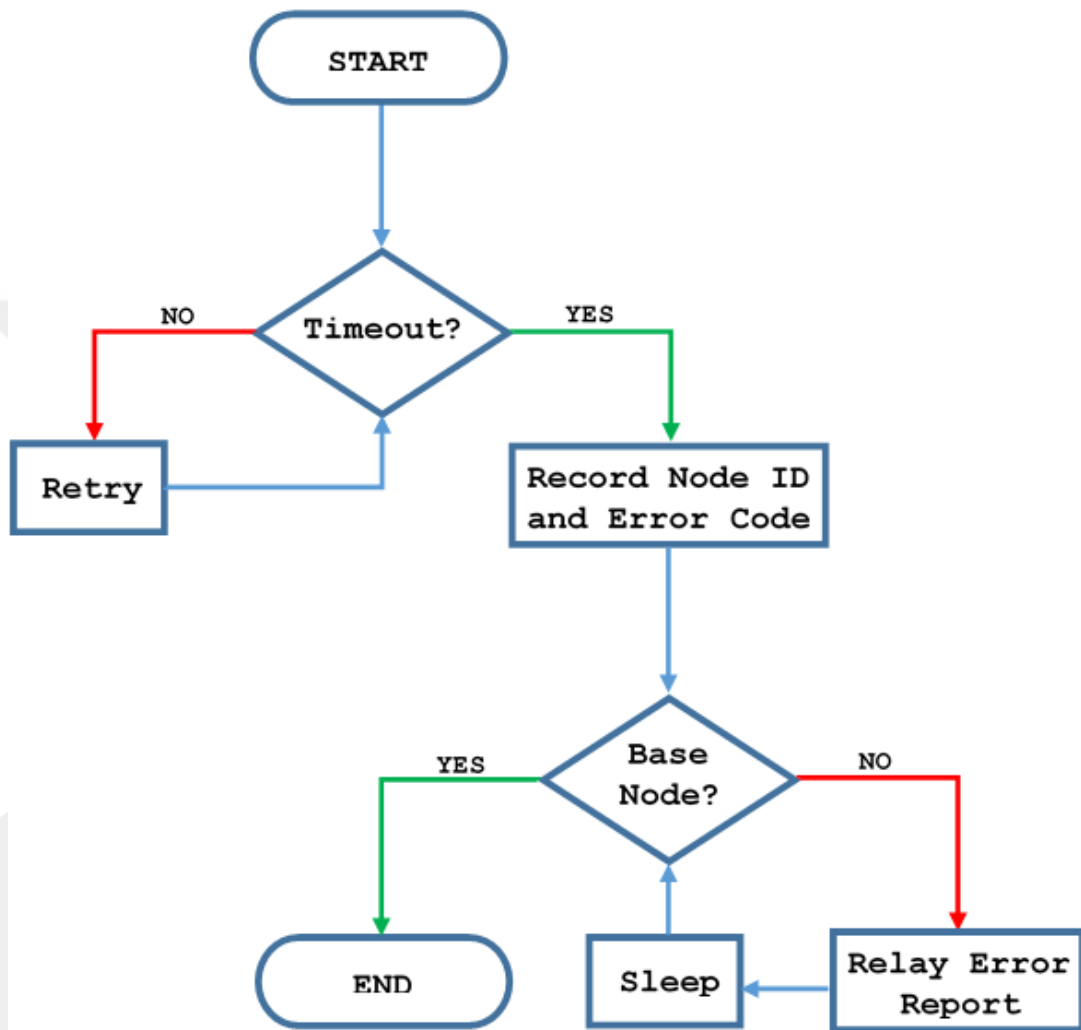 START
Timeout?
NO
YES
Retry
Record Node ID
and Error Code
Base
Node?
YES
NO
END
Sleep
Relay Error
Report